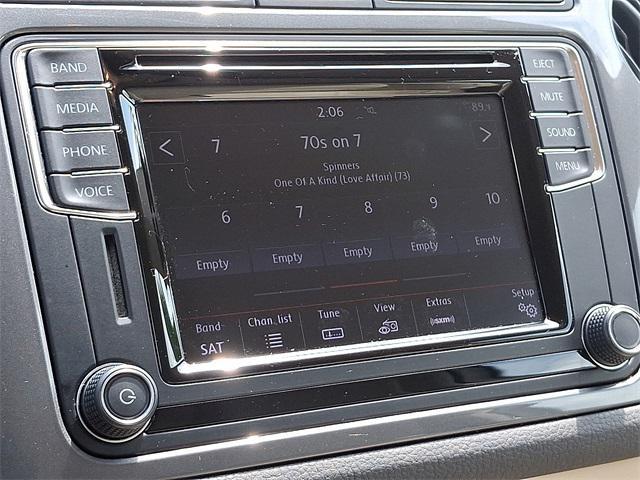 BAND
MEDIA
PHONE
VOICE
EJECT
MUTE
SOUND
MENU
2:06
89°F
< 7 70s on 7 >
Spinners
One Of A Kind (Love Affair) (73)
6 7 8 9 10
Empty Empty Empty Empty Empty
Band Chan. list Tune View Extras Setup
SAT
((sxm))